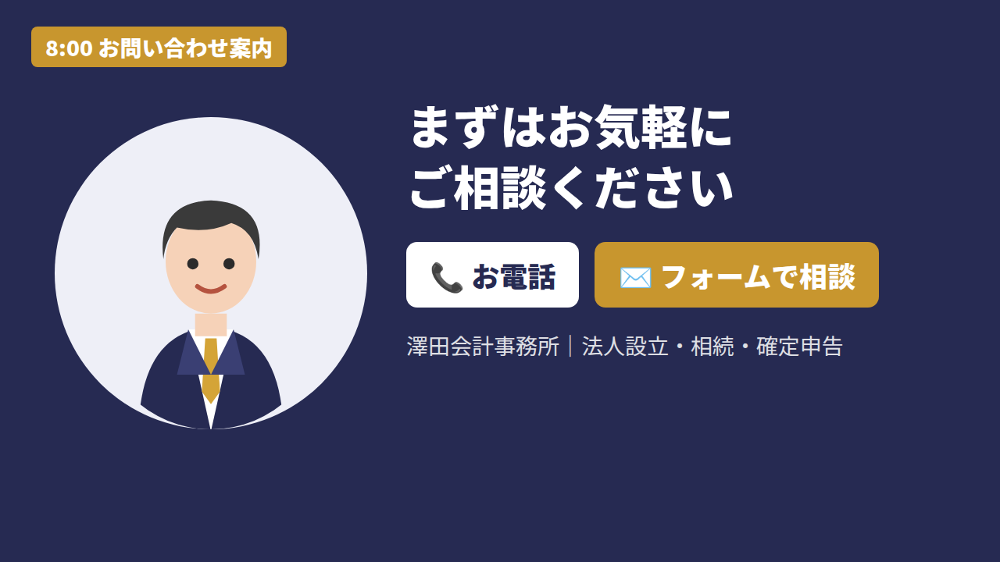 8:00 お問い合わせ案内
まずはお気軽に
ご相談ください
📞 お電話
✉️ フォームで相談
澤田会計事務所｜法人設立・相続・確定申告